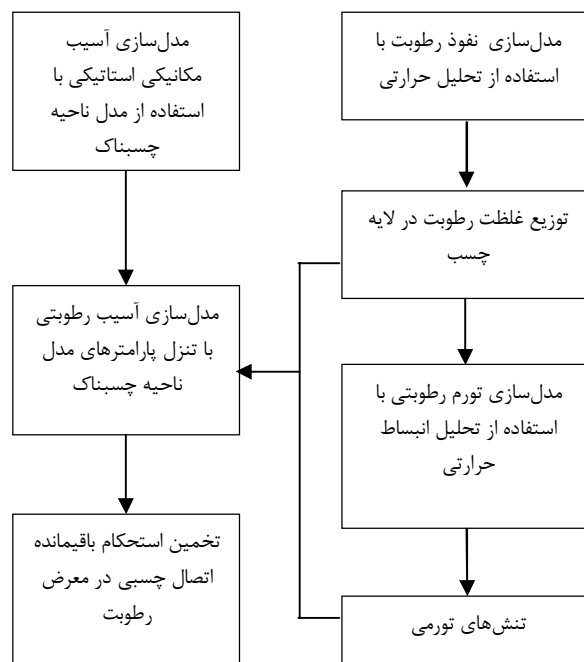 مدل‌سازی نفوذ رطوبت با
استفاده از تحلیل حرارتی
توزیع غلظت رطوبت در لایه
چسب
مدل‌سازی تورم رطوبتی با
استفاده از تحلیل انبساط
حرارتی
تنش‌های تورمی
مدل‌سازی آسیب
مکانیکی استاتیکی با
استفاده از مدل ناحیه
چسبناک
مدل‌سازی آسیب رطوبتی
با تنزل پارامترهای مدل
ناحیه چسبناک
تخمین استحکام باقیمانده
اتصال چسبی در معرض
رطوبت